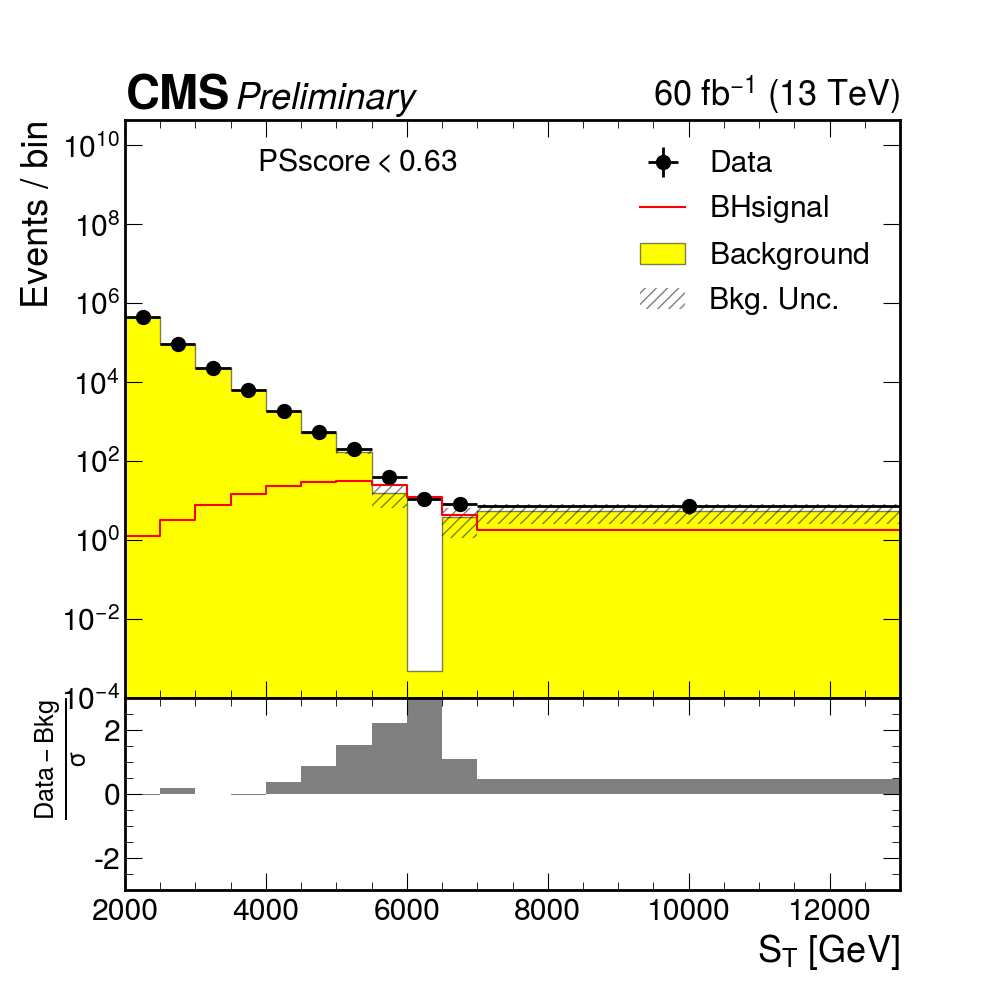 CMS Preliminary 60 fb⁻¹ (13 TeV)
Events / bin
PSscore < 0.63
Data
BHsignal
Background
Bkg. Unc.
10¹⁰
10⁸
10⁶
10⁴
10²
10⁰
10⁻²
10⁻⁴
Data – Bkg
σ
2
0
-2
2000 4000 6000 8000 10000 12000
S_T [GeV]